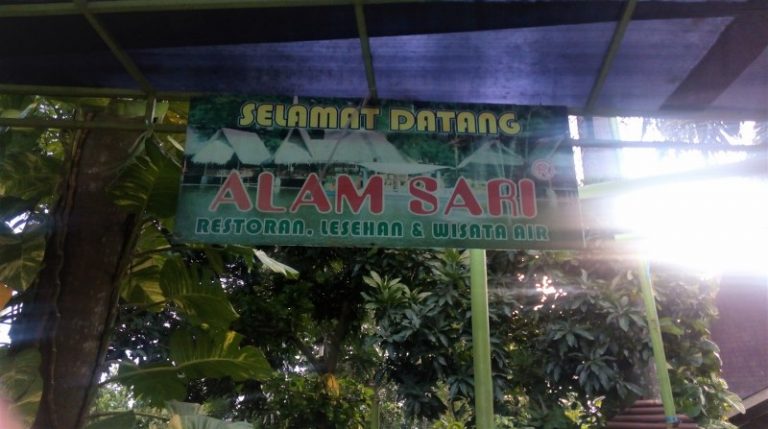 SELAMAT DATANG
ALAM SARI ®
RESTORAN, LESEHAN & WISATA AIR